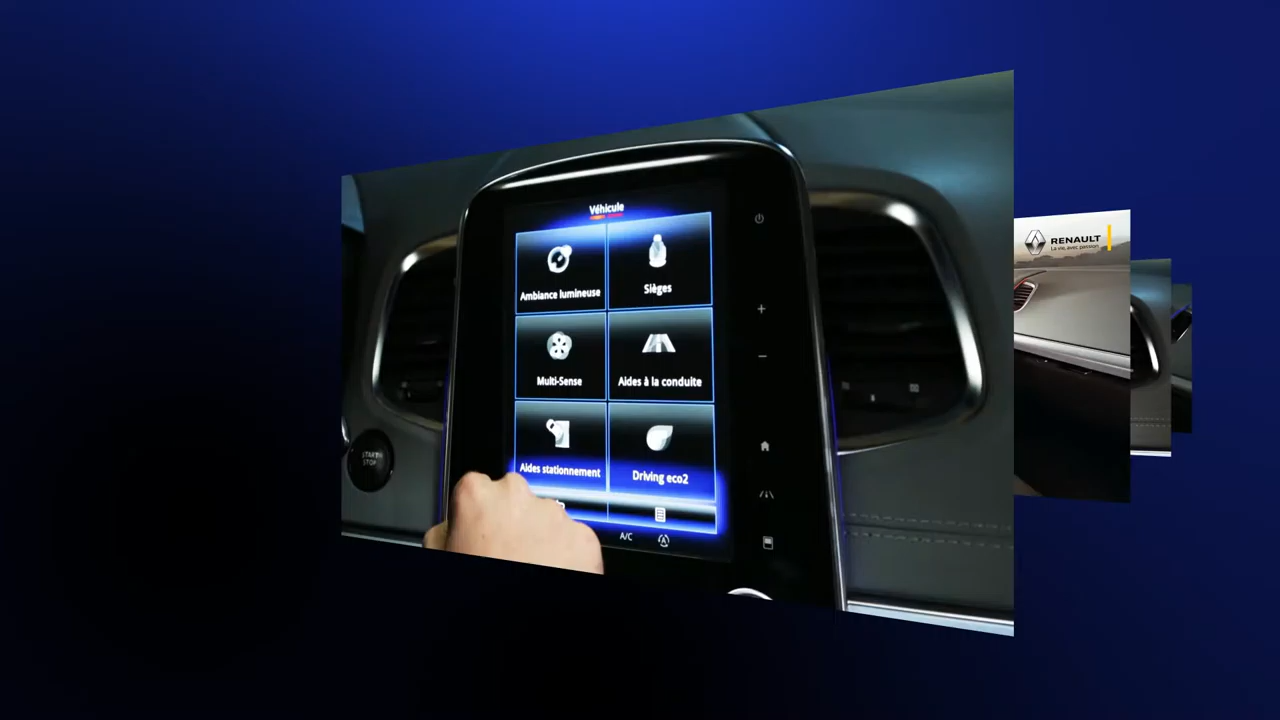 Véhicule
Ambiance lumineuse
Sièges
Multi-Sense
Aides à la conduite
Aides stationnement
Driving eco2
A/C
START
STOP
RENAULT
La vie, avec passion